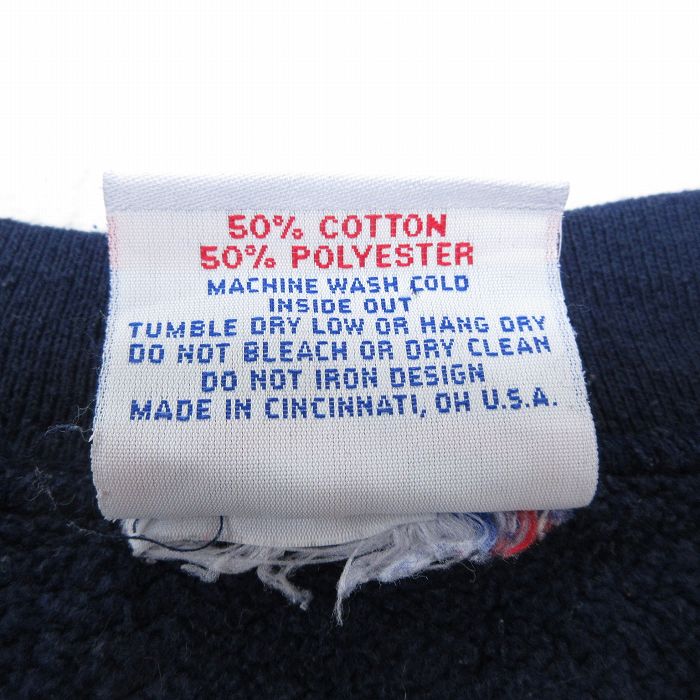 50% COTTON
50% POLYESTER
MACHINE WASH COLD
INSIDE OUT
TUMBLE DRY LOW OR HANG DRY
DO NOT BLEACH OR DRY CLEAN
DO NOT IRON DESIGN
MADE IN CINCINNATI, OH U.S.A.